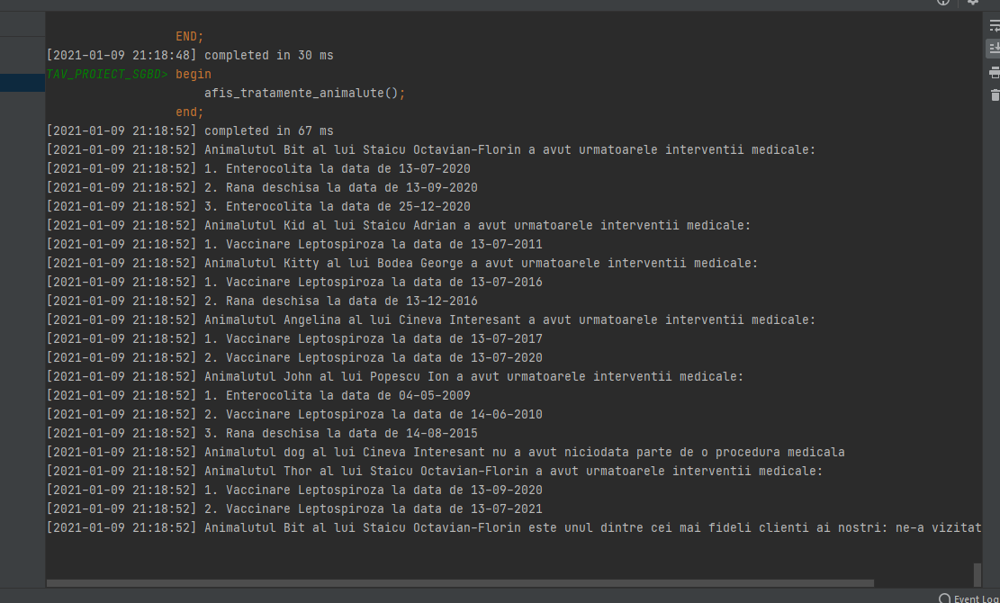 END;
[2021-01-09 21:18:48] completed in 30 ms
TAV_PROIECT_SGBD> begin
afis_tratamente_animalute();
end;
[2021-01-09 21:18:52] completed in 67 ms
[2021-01-09 21:18:52] Animalutul Bit al lui Staicu Octavian-Florin a avut urmatoarele interventii medicale:
[2021-01-09 21:18:52] 1. Enterocolita la data de 13-07-2020
[2021-01-09 21:18:52] 2. Rana deschisa la data de 13-09-2020
[2021-01-09 21:18:52] 3. Enterocolita la data de 25-12-2020
[2021-01-09 21:18:52] Animalutul Kid al lui Staicu Adrian a avut urmatoarele interventii medicale:
[2021-01-09 21:18:52] 1. Vaccinare Leptospiroza la data de 13-07-2011
[2021-01-09 21:18:52] Animalutul Kitty al lui Bodea George a avut urmatoarele interventii medicale:
[2021-01-09 21:18:52] 1. Vaccinare Leptospiroza la data de 13-07-2016
[2021-01-09 21:18:52] 2. Rana deschisa la data de 13-12-2016
[2021-01-09 21:18:52] Animalutul Angelina al lui Cineva Interesant a avut urmatoarele interventii medicale:
[2021-01-09 21:18:52] 1. Vaccinare Leptospiroza la data de 13-07-2017
[2021-01-09 21:18:52] 2. Vaccinare Leptospiroza la data de 13-07-2020
[2021-01-09 21:18:52] Animalutul John al lui Popescu Ion a avut urmatoarele interventii medicale:
[2021-01-09 21:18:52] 1. Enterocolita la data de 04-05-2009
[2021-01-09 21:18:52] 2. Vaccinare Leptospiroza la data de 14-06-2010
[2021-01-09 21:18:52] 3. Rana deschisa la data de 14-08-2015
[2021-01-09 21:18:52] Animalutul dog al lui Cineva Interesant nu a avut niciodata parte de o procedura medicala
[2021-01-09 21:18:52] Animalutul Thor al lui Staicu Octavian-Florin a avut urmatoarele interventii medicale:
[2021-01-09 21:18:52] 1. Vaccinare Leptospiroza la data de 13-09-2020
[2021-01-09 21:18:52] 2. Vaccinare Leptospiroza la data de 13-07-2021
[2021-01-09 21:18:52] Animalutul Bit al lui Staicu Octavian-Florin este unul dintre cei mai fideli clienti ai nostri: ne-a vizitat
Event Log